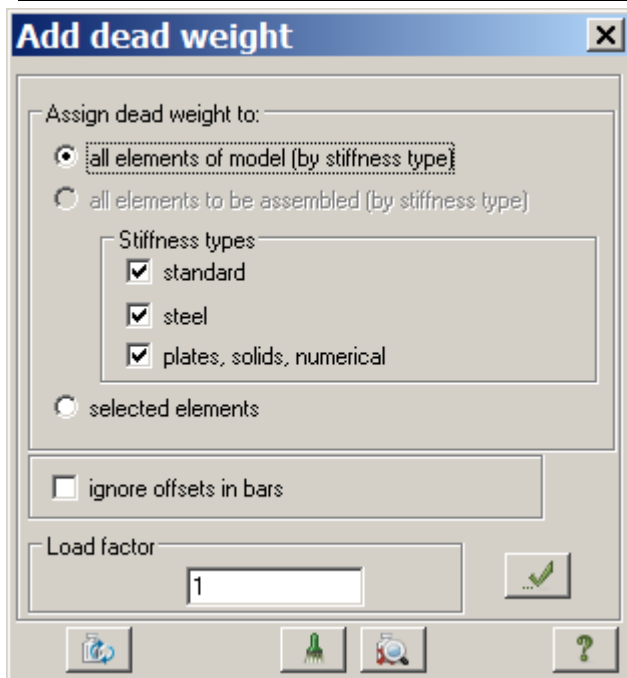 Add dead weight
Assign dead weight to:
all elements of model (by stiffness type)
all elements to be assembled (by stiffness type)
Stiffness types
standard
steel
plates, solids, numerical
selected elements
ignore offsets in bars
Load factor
1
?